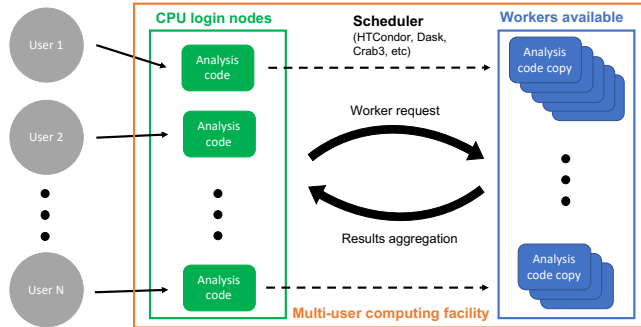 CPU login nodes
Scheduler
(HTCondor, Dask,
Crab3, etc)
Workers available
User 1
Analysis
code
Analysis
code copy
User 2
Analysis
code
Worker request
Results aggregation
User N
Analysis
code
Analysis
code copy
Multi-user computing facility